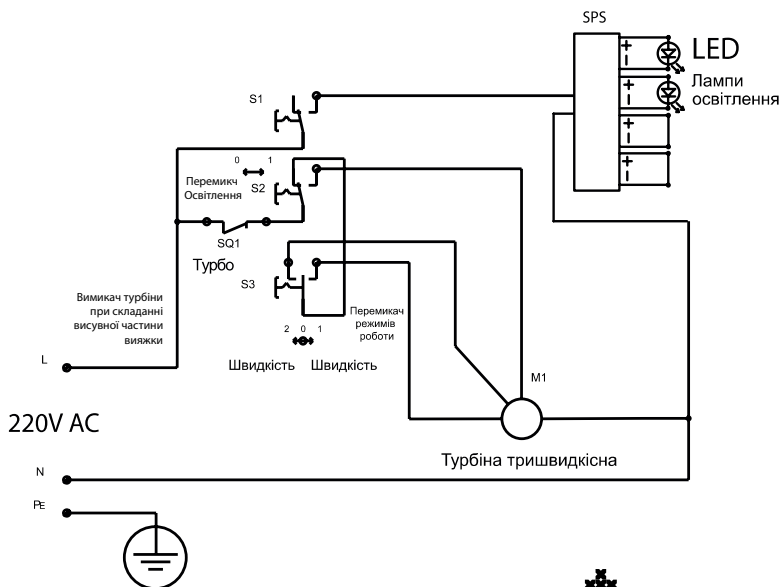 SPS
LED
Лампи
освітлення
S1
0 1
Перемикч
Освітлення
S2
SQ1
Турбо
S3
Вимикач турбіни
при складанні
висувної частини
вияжки
Перемикач
режимів
роботи
2 0 1
Швидкість Швидкість
L
M1
220V AC
Турбіна тришвидкісна
N
PE